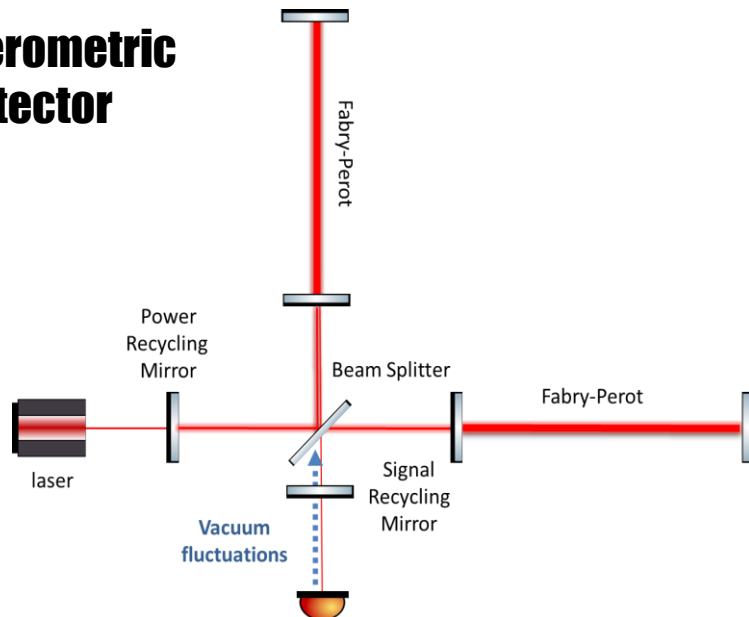 erometric
tector
Fabry-Perot
Power
Recycling
Mirror
Beam Splitter
Fabry-Perot
laser
Signal
Recycling
Mirror
Vacuum
fluctuations